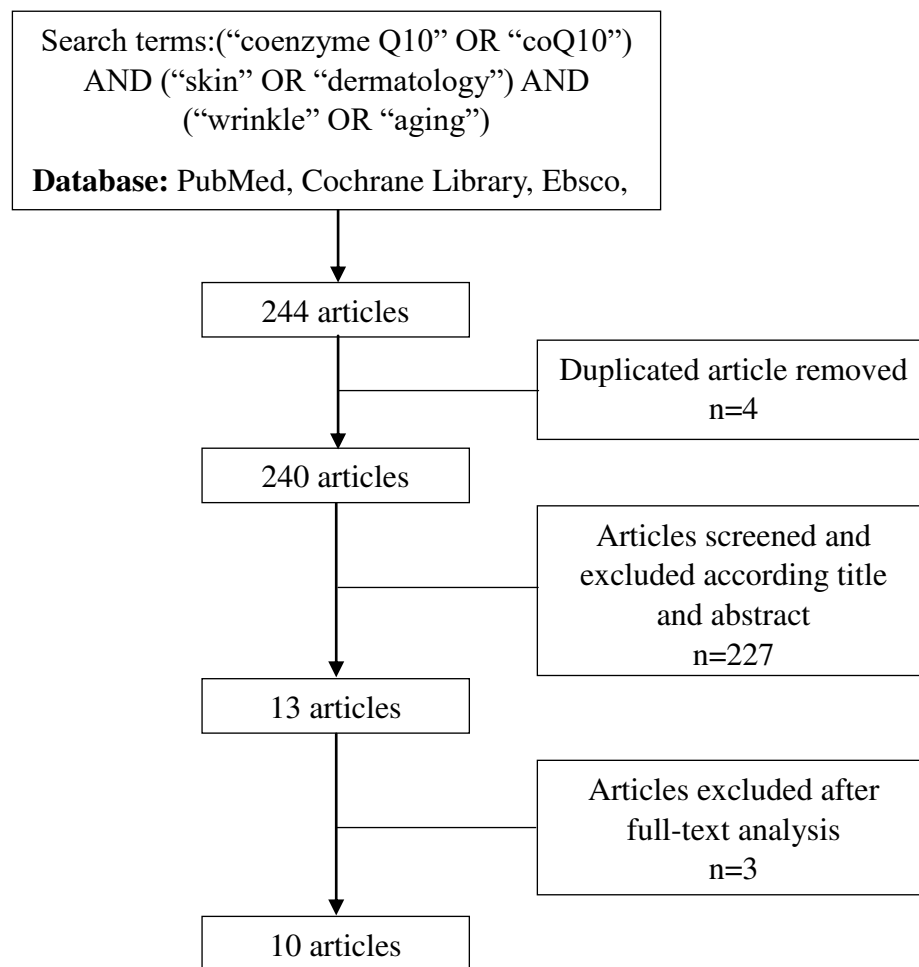 Search terms:(“coenzyme Q10” OR “coQ10”)
AND (“skin” OR “dermatology”) AND
(“wrinkle” OR “aging”)
Database: PubMed, Cochrane Library, Ebsco,
244 articles
Duplicated article removed
n=4
240 articles
Articles screened and
excluded according title
and abstract
n=227
13 articles
Articles excluded after
full-text analysis
n=3
10 articles